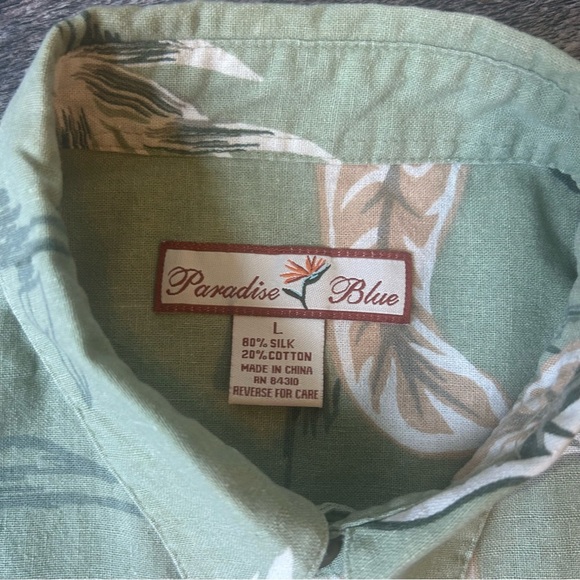 Paradise Blue
L
80% SILK
20% COTTON
MADE IN CHINA
RN 84310
REVERSE FOR CARE